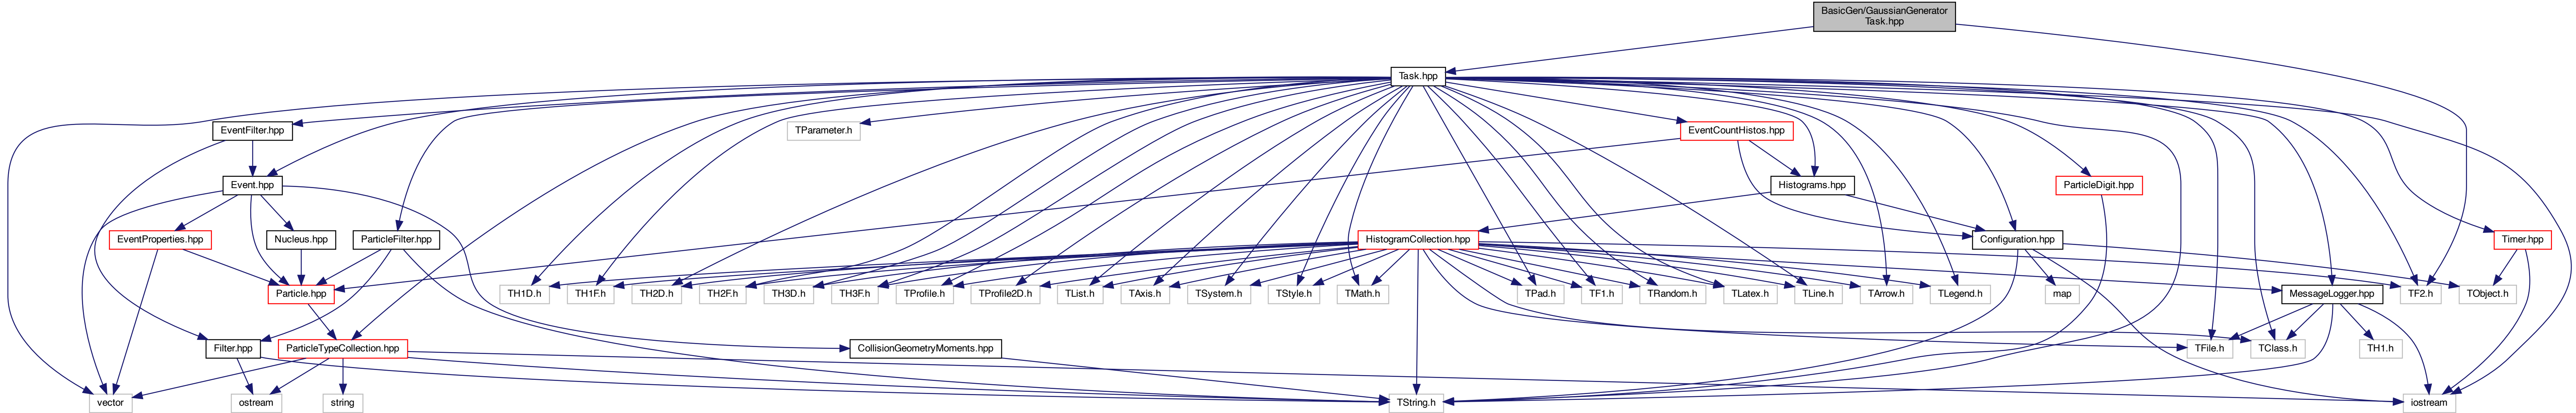 BasicGen/GaussianGenerator
Task.hpp
Task.hpp
EventFilter.hpp
TParameter.h
EventCountHistos.hpp
Event.hpp
Histograms.hpp
ParticleDigit.hpp
EventProperties.hpp
Nucleus.hpp
ParticleFilter.hpp
HistogramCollection.hpp
Configuration.hpp
Timer.hpp
Particle.hpp
TH1D.h
TH1F.h
TH2D.h
TH2F.h
TH3D.h
TH3F.h
TProfile.h
TProfile2D.h
TList.h
TAxis.h
TSystem.h
TStyle.h
TMath.h
TPad.h
TF1.h
TRandom.h
TLatex.h
TLine.h
TArrow.h
TLegend.h
map
MessageLogger.hpp
TF2.h
TObject.h
Filter.hpp
ParticleTypeCollection.hpp
CollisionGeometryMoments.hpp
TFile.h
TClass.h
TH1.h
vector
ostream
string
TString.h
iostream